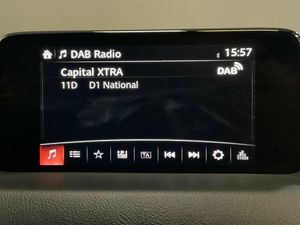 DAB Radio 15:57
Capital XTRA DAB
11D D1 National
TA